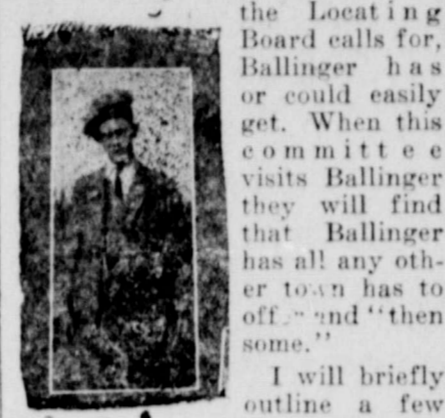 the Locating
Board calls for,
Ballinger has
or could easily
get. When this
committee
visits Ballinger
they will find
that Ballinger
has all any oth-
er town has to
offer and "then
some."
I will briefly
outline a few